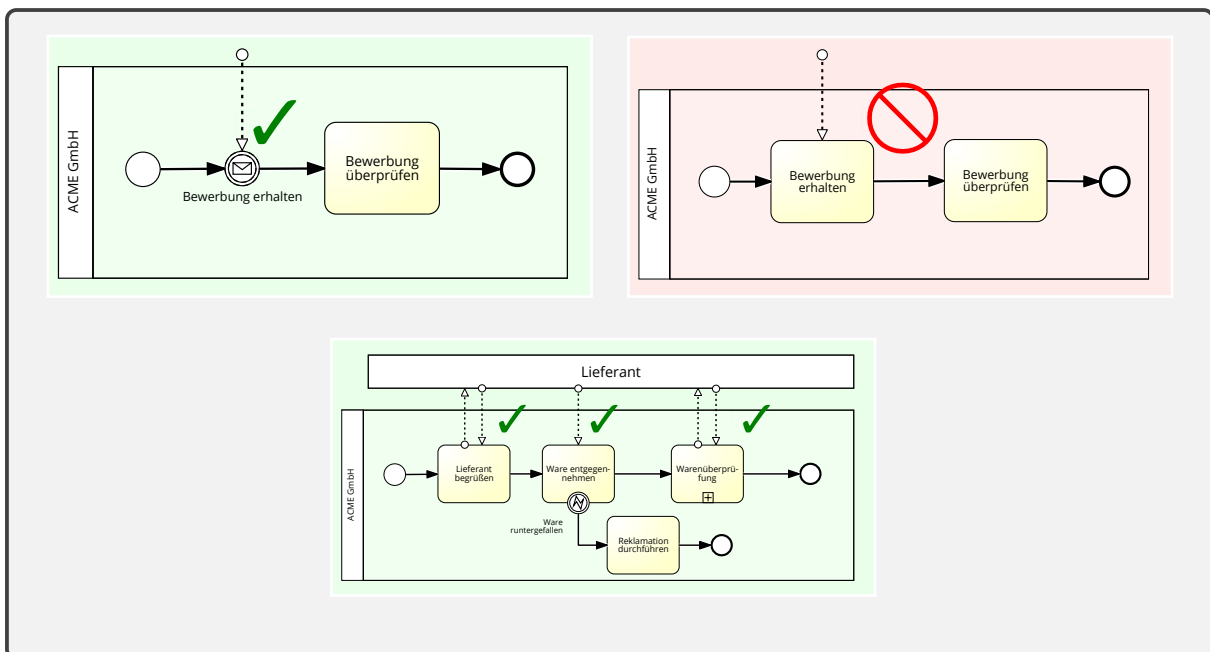 ACME GmbH
Bewerbung erhalten
Bewerbung
überprüfen
ACME GmbH
Bewerbung
erhalten
Bewerbung
überprüfen
Lieferant
ACME GmbH
Lieferant
begrüßen
Ware entgegen-
nehmen
Warenüberprü-
fung
Ware
runtergefallen
Reklamation
durchführen